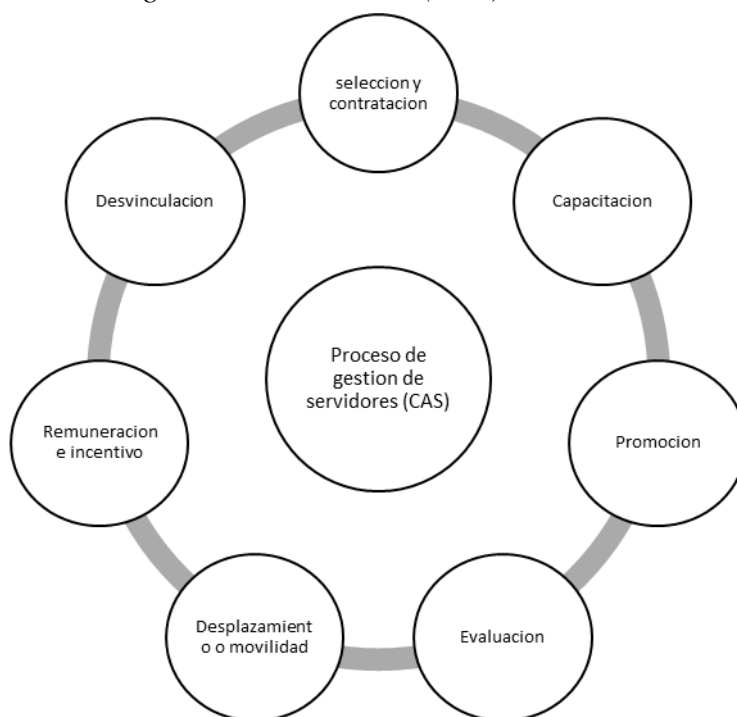 seleccion y
contratacion
Capacitacion
Promocion
Evaluacion
Desplazamient
o o movilidad
Remuneracion
e incentivo
Desvinculacion
Proceso de
gestion de
servidores (CAS)